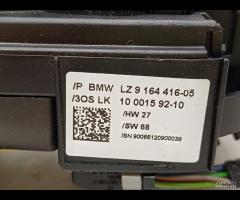 /P BMW LZ 9 164 416-05
/3OS LK 10 0015 92-10
/HW 27
/SW 68
/SN 90066120900038